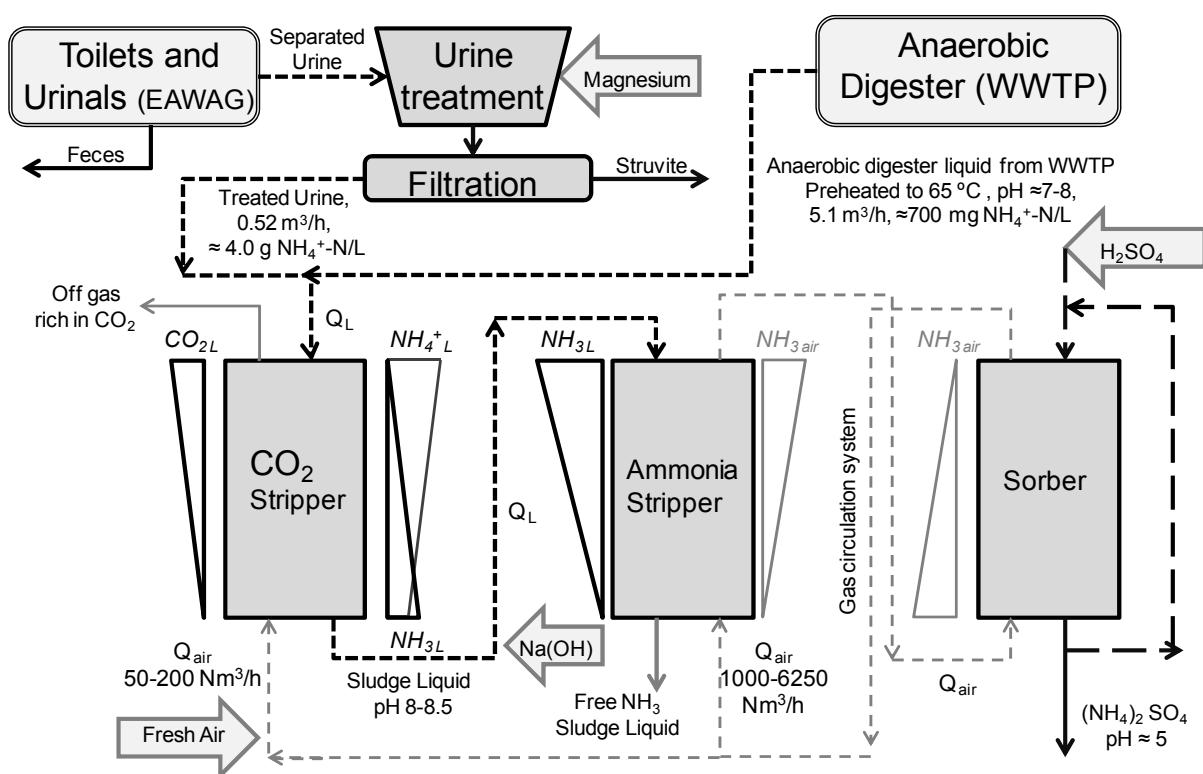 Toilets and
Urinals (EAWAG)
Separated
Urine
Urine
treatment
Magnesium
Anaerobic
Digester (WWTP)
Feces
Filtration
Struvite
Treated Urine,
0.52 m³/h,
≈ 4.0 g NH₄⁺-N/L
Anaerobic digester liquid from WWTP
Preheated to 65 ºC , pH ≈7-8,
5.1 m³/h, ≈700 mg NH₄⁺-N/L
H₂SO₄
Off gas
rich in CO₂
Q_L
CO₂ L
NH₄⁺ L
NH₃ L
NH₃ air
NH₃ air
CO₂
Stripper
Q_L
Ammonia
Stripper
Gas circulation system
Sorber
NH₃ L
Na(OH)
Q_air
50-200 Nm³/h
Sludge Liquid
pH 8-8.5
Free NH₃
Sludge Liquid
Q_air
1000-6250
Nm³/h
Q_air
(NH₄)₂ SO₄
pH ≈ 5
Fresh Air